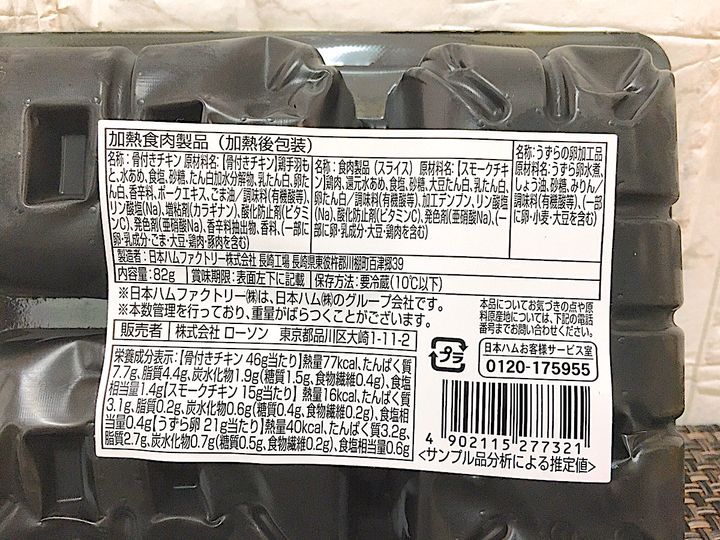 加熱食肉製品（加熱後包装）
名称：骨付きチキン 原材料名：【骨付きチキン】鶏手羽も
と、水あめ、食塩、砂糖、たん白加水分解物、乳たん白、卵た
ん白、香辛料、ポークエキス、ごま油／調味料(有機酸等)、
リン酸塩(Na)、増粘剤(カラギナン)、酸化防止剤(ビタミ
ンC)、発色剤(亜硝酸Na)、香辛料抽出物、香料、(一部
に卵・乳成分・ごま・大豆・鶏肉・豚肉を含む)
名称：食肉製品（スライス） 原材料名：【スモークチキ
ン】鶏肉、還元水あめ、食塩、砂糖、大豆たん白、乳たん白、
卵たん白／調味料(有機酸等)、加工デンプン、リン酸塩
(Na)、酸化防止剤(ビタミンC)、発色剤(亜硝酸Na)、
(一部に卵・乳成分・大豆・鶏肉を含む)
名称：うずらの卵加工品
原材料名：うずら卵水煮、
しょう油、砂糖、みりん／
調味料(有機酸等)、(一部
に卵・小麦・大豆を含む)
製造者：日本ハムファクトリー株式会社 長崎工場 長崎県東彼杵郡川棚町百津郷39
内容量：82g 賞味期限：表面左下に記載 保存方法：要冷蔵(10℃以下)
※日本ハムファクトリー㈱は、日本ハム㈱のグループ会社です。
※本数管理を行っており、重量がばらつくことがございます。
販売者 株式会社 ローソン 東京都品川区大崎1-11-2
本品についてお気づきの点や原
料原産地については、下記の電話
番号までお問い合わせください。
プラ
日本ハムお客様サービス室
0120-175955
栄養成分表示：【骨付きチキン 46g当たり】熱量77kcal、たんぱく質
7.7g、脂質4.4g、炭水化物1.9g(糖質1.5g、食物繊維0.4g)、食塩
相当量1.4g【スモークチキン 15g当たり】熱量16kcal、たんぱく質
3.1g、脂質0.2g、炭水化物0.6g(糖質0.4g、食物繊維0.2g)、食塩相
当量0.4g【うずら卵 21g当たり】熱量40kcal、たんぱく質3.2g、
脂質2.7g、炭水化物0.7g(糖質0.5g、食物繊維0.2g)、食塩相当量0.6g
4 902115 277321
<サンプル品分析による推定値>